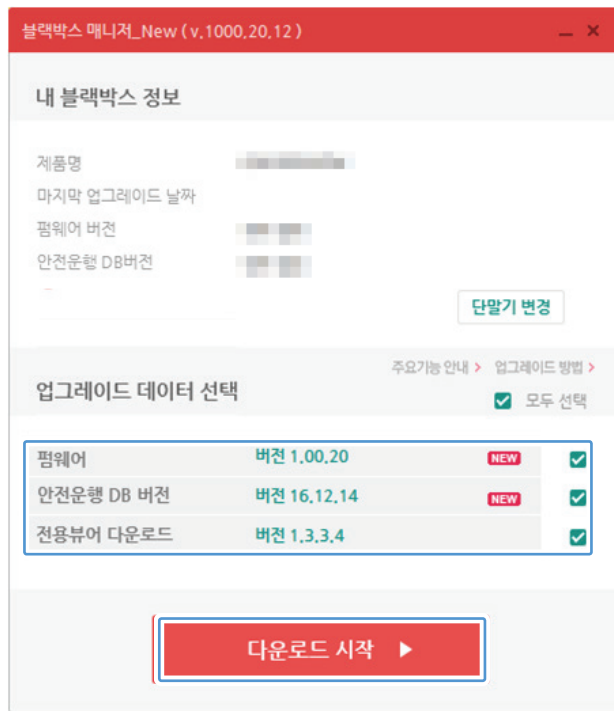 블랙박스 매니저_New ( v.1000.20.12 )
내 블랙박스 정보
제품명
마지막 업그레이드 날짜
펌웨어 버전
안전운행 DB버전
단말기 변경
주요기능 안내 > 업그레이드 방법 >
업그레이드 데이터 선택
모두 선택
펌웨어 버전 1.00.20 NEW
안전운행 DB 버전 버전 16.12.14 NEW
전용뷰어 다운로드 버전 1.3.3.4
다운로드 시작